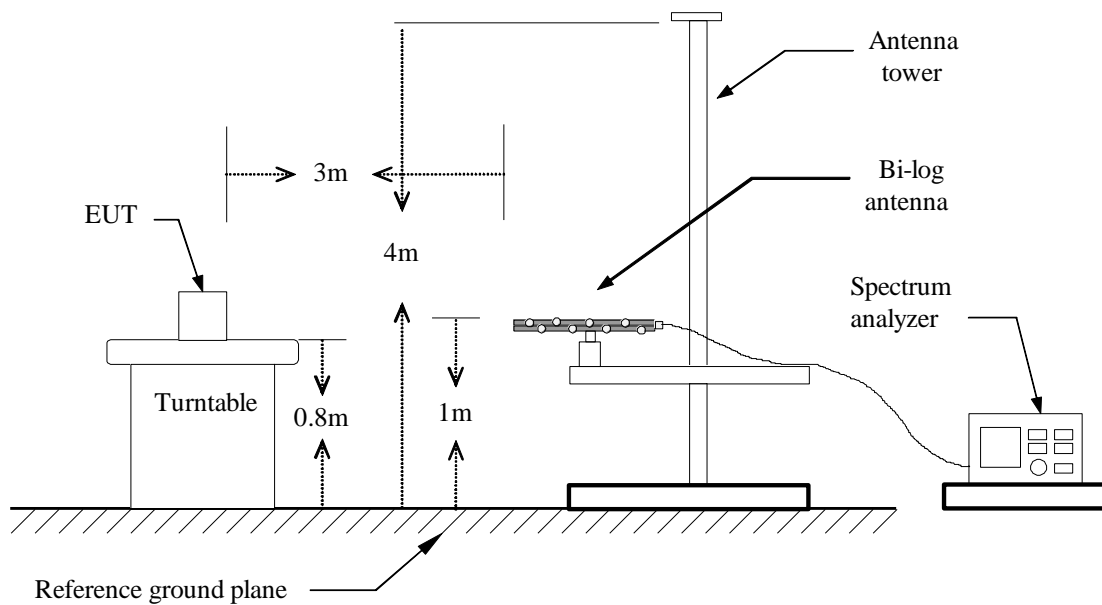 Antenna
tower
3m
Bi-log
antenna
EUT
4m
Spectrum
analyzer
Turntable
0.8m
1m
Reference ground plane